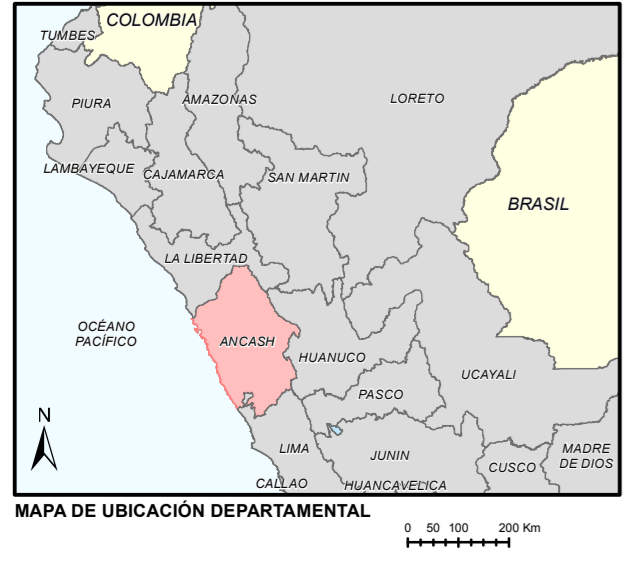 COLOMBIA
TUMBES
PIURA
AMAZONAS
LORETO
LAMBAYEQUE
CAJAMARCA
SAN MARTIN
BRASIL
LA LIBERTAD
OCÉANO
PACÍFICO
ANCASH
HUANUCO
UCAYALI
PASCO
N
LIMA
JUNIN
CUSCO
MADRE
DE DIOS
CALLAO
HUANCAVELICA
MAPA DE UBICACIÓN DEPARTAMENTAL
0 50 100 200 Km